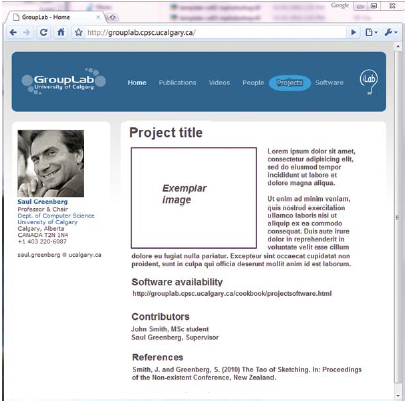 Google
GroupLab - Home
http://grouplab.cpsc.ucalgary.ca/
GroupLab
University of Calgary
Home Publications Videos People Projects Software
iLab
Saul Greenberg
Professor & Chair
Dept. of Computer Science
University of Calgary
Calgary, Alberta
CANADA T2N 1N4
+1 403 220-6087
saul.greenberg @ ucalgary.ca
Project title
Exemplar
image
Lorem ipsum dolor sit amet,
consectetur adipiciing elit,
sed do eiusmod tempor
incididunt ut labore et
dolore magna aliqua.
Ut enim ad minim veniam,
quis nostrud exercitation
ullamco laboris nisi ut
aliquip ex ea commodo
consequat. Duis aute irure
dolor in reprehenderit in
voluptate velit esse cillum
dolore eu fugiat nulla pariatur. Excepteur sint occaecat cupidatat non
proident, sunt in culpa qui officia deserunt mollit anim id est laborum.
Software availability
http://grouplab.cpsc.ucalgary.ca/cookbook/projectsoftware.html
Contributors
John Smith, MSc student
Saul Greenberg, Supervisor
References
Smith, J. and Greenberg, S. (2010) The Tao of Sketching. In: Proceedings
of the Non-existent Conference, New Zealand.